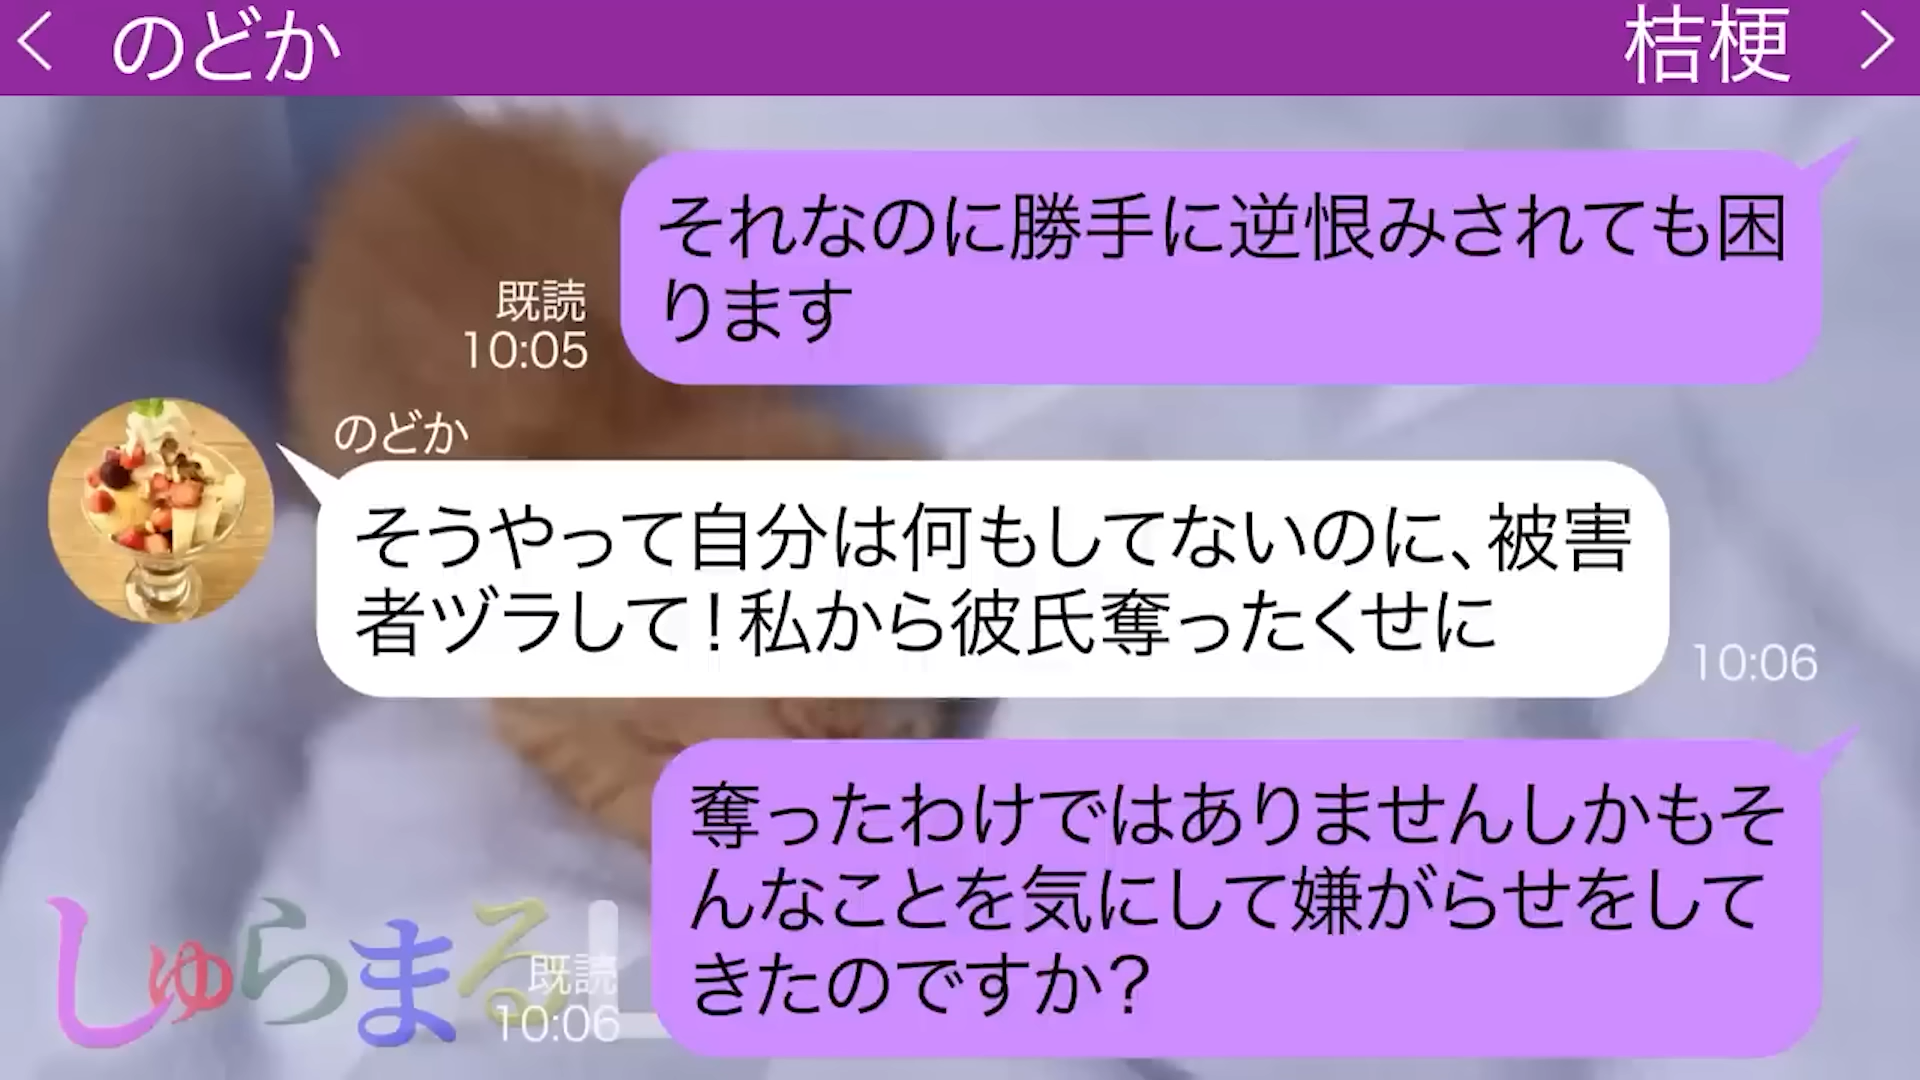 のどか
桔梗
それなのに勝手に逆恨みされても困
ります
既読
10:05
のどか
そうやって自分は何もしてないのに、被害
者ヅラして！私から彼氏奪ったくせに
10:06
奪ったわけではありませんしかもそ
んなことを気にして嫌がらせをして
きたのですか？
既読
10:06
しゅらまる